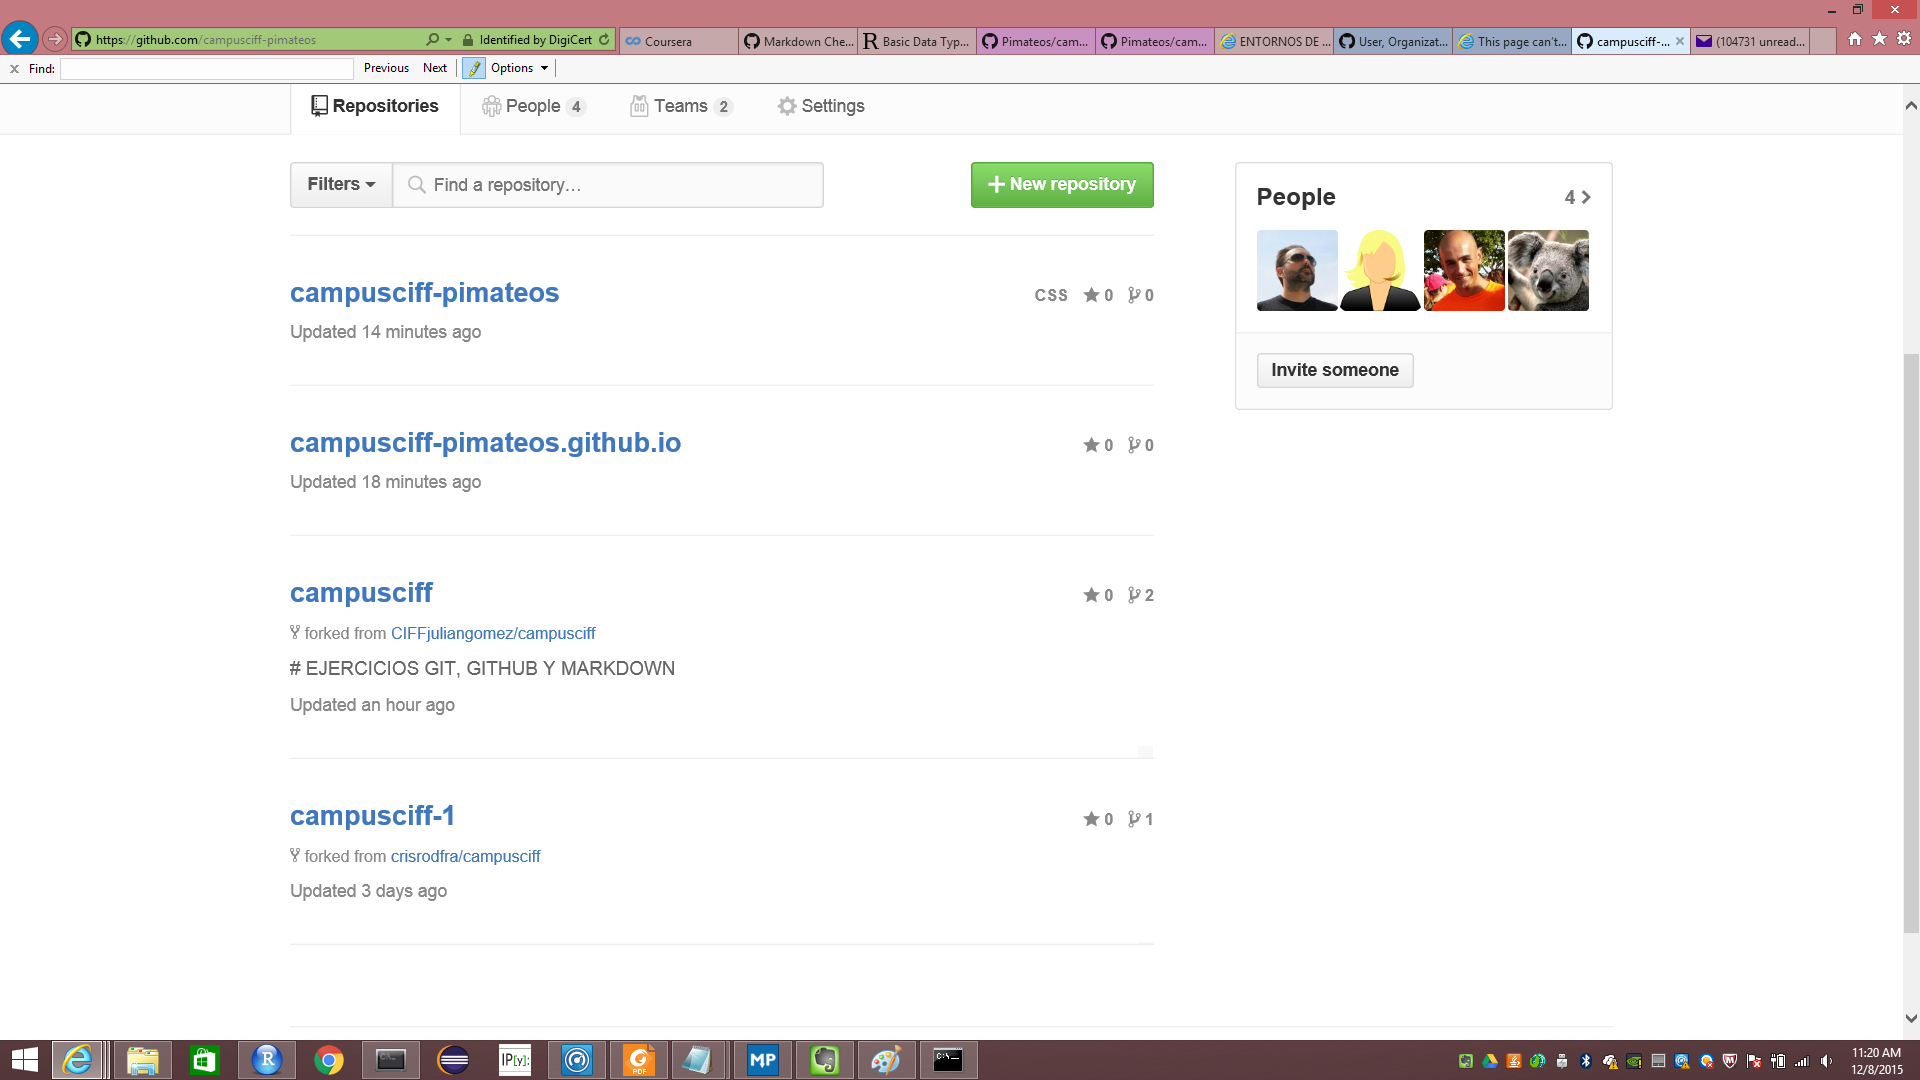 https://github.com/campusciff-pimateos
Identified by DigiCert
Coursera
Markdown Che...
Basic Data Typ...
Pimateos/cam...
Pimateos/cam...
ENTORNOS DE ...
User, Organizat...
This page can't...
campusciff-...
(104731 unread...
x Find:
Previous
Next
Options
Repositories
People 4
Teams 2
Settings
Filters
Find a repository...
New repository
People
4
campusciff-pimateos
CSS 0 0
Updated 14 minutes ago
Invite someone
campusciff-pimateos.github.io
0 0
Updated 18 minutes ago
campusciff
0 2
forked from CIFFjuliangomez/campusciff
# EJERCICIOS GIT, GITHUB Y MARKDOWN
Updated an hour ago
campusciff-1
0 1
forked from crisrodfra/campusciff
Updated 3 days ago
R
IP[y]:
PDF
MP
C:\.
11:20 AM
12/8/2015